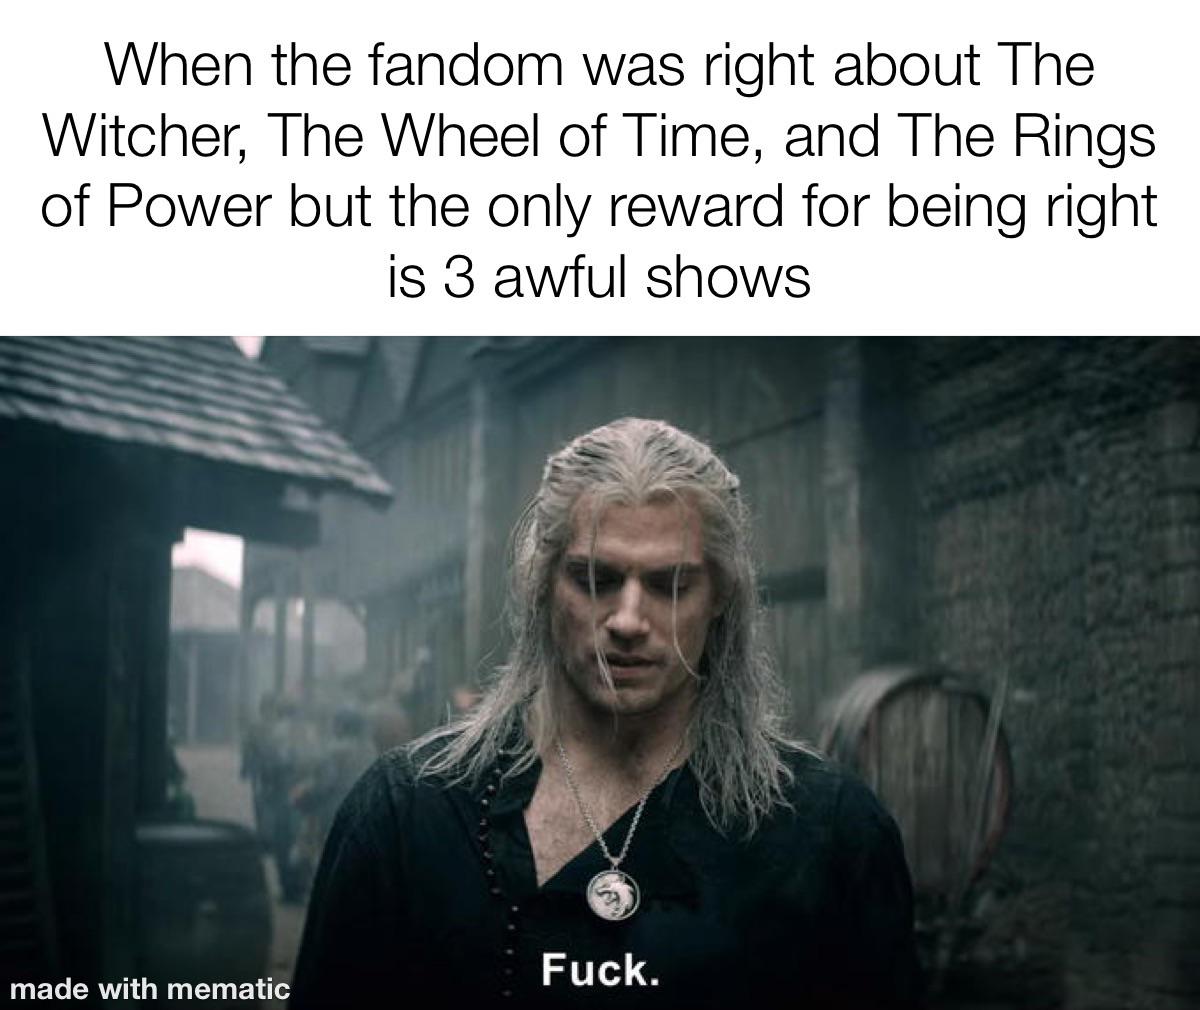 When the fandom was right about The
Witcher, The Wheel of Time, and The Rings
of Power but the only reward for being right
is 3 awful shows
Fuck.
made with mematic